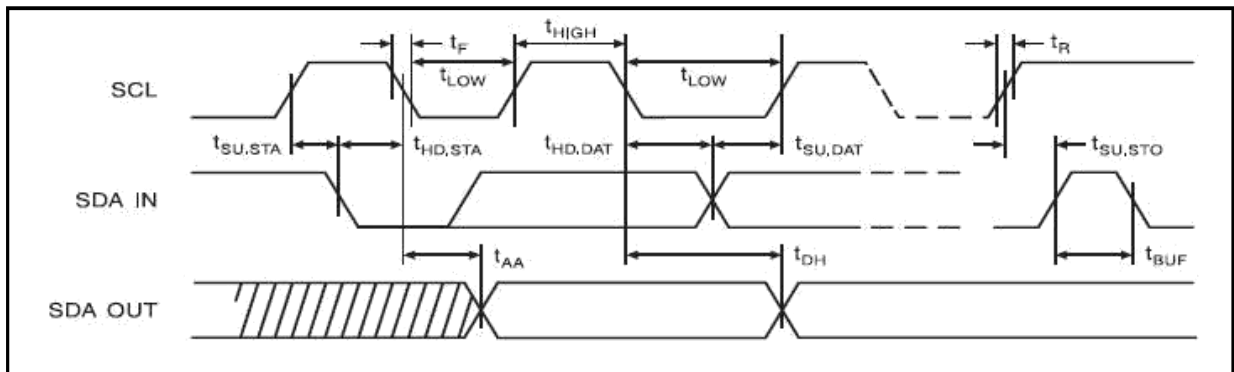 tF tHIGH tR
SCL tLOW tLOW
tSU.STA tHD,STA tHD,DAT tSU,DAT tSU,STO
SDA IN
tAA tDH tBUF
SDA OUT